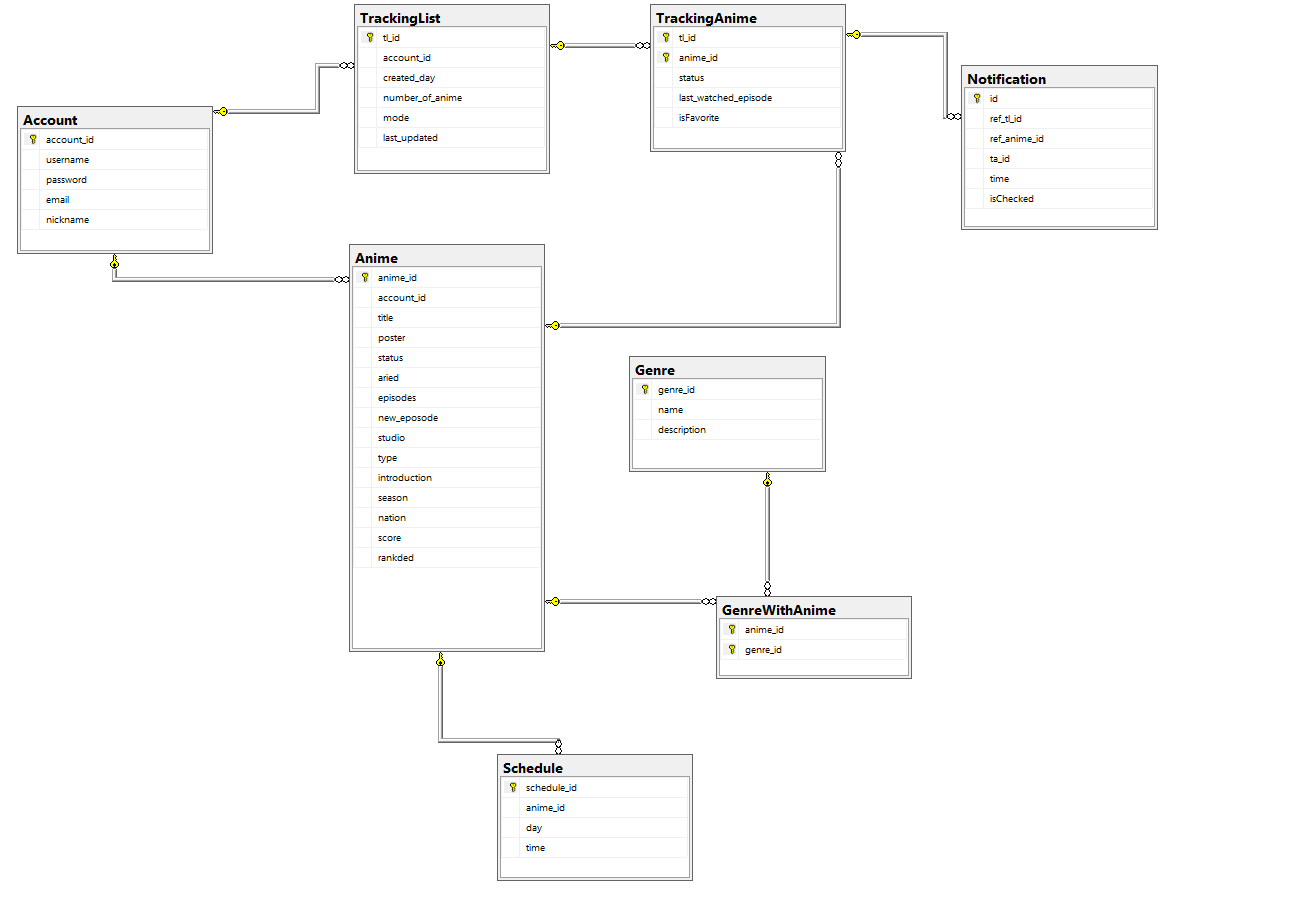 TrackingList
tl_id
account_id
created_day
number_of_anime
mode
last_updated
TrackingAnime
tl_id
anime_id
status
last_watched_episode
isFavorite
Notification
id
ref_tl_id
ref_anime_id
ta_id
time
isChecked
Account
account_id
username
password
email
nickname
Anime
anime_id
account_id
title
poster
status
aried
episodes
new_eposode
studio
type
introduction
season
nation
score
rankded
Genre
genre_id
name
description
GenreWithAnime
anime_id
genre_id
Schedule
schedule_id
anime_id
day
time